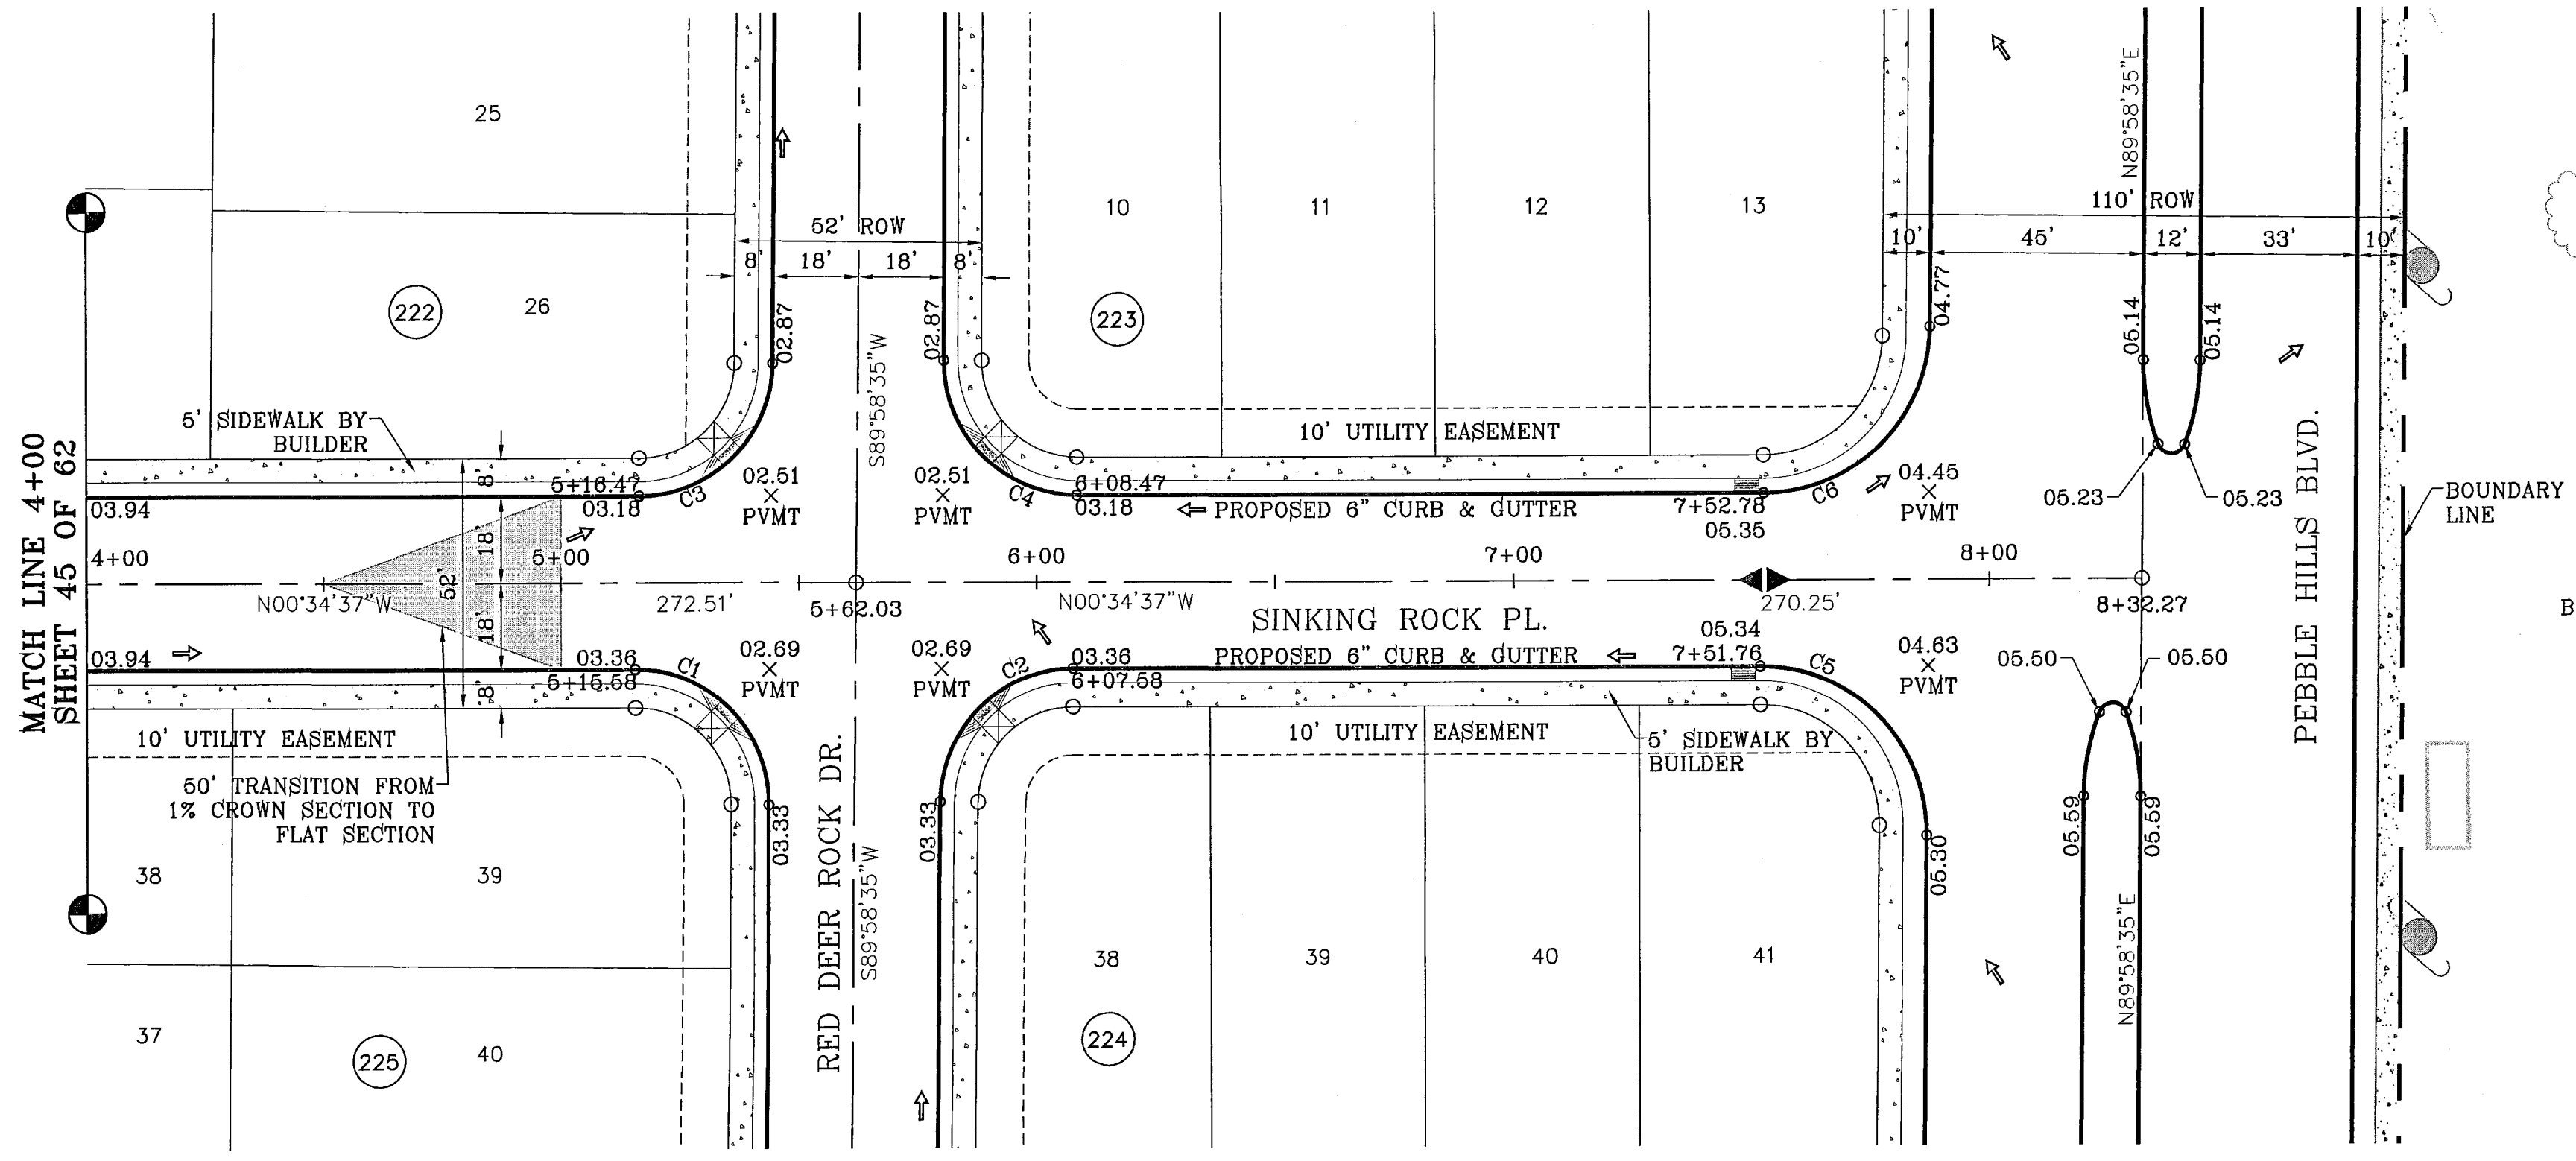 25
26
222
5' SIDEWALK BY
BUILDER
MATCH LINE 4+00
SHEET 45 OF 62
03.94
4+00
N00°34'37"W
03.94
8'
18'
52'
18'
8'
5+16.47
03.18
C3
5+00
272.51'
03.36
5+15.58
C1
10' UTILITY EASEMENT
50' TRANSITION FROM
1% CROWN SECTION TO
FLAT SECTION
38
39
37
40
225
52' ROW
8'
18'
18'
8'
02.87
02.87
S89°58'35"W
02.51
PVMT
02.51
PVMT
5+62.03
02.69
PVMT
02.69
PVMT
03.33
03.33
RED DEER ROCK DR.
S89°58'35"W
10
11
12
13
223
10' UTILITY EASEMENT
C4
6+08.47
03.18
PROPOSED 6" CURB & GUTTER
7+52.78
05.35
C6
6+00
7+00
8+00
N00°34'37"W
SINKING ROCK PL.
270.25'
8+32.27
C2
03.36
6+07.58
PROPOSED 6" CURB & GUTTER
05.34
7+51.76
C5
10' UTILITY EASEMENT
5' SIDEWALK BY
BUILDER
38
39
40
41
224
110' ROW
10'
45'
12'
33'
10'
N89°58'35"E
04.77
05.14
05.14
04.45
PVMT
05.23
05.23
04.63
PVMT
05.50
05.50
05.59
05.59
05.30
N89°58'35"E
PEBBLE HILLS BLVD.
BOUNDARY
LINE
B